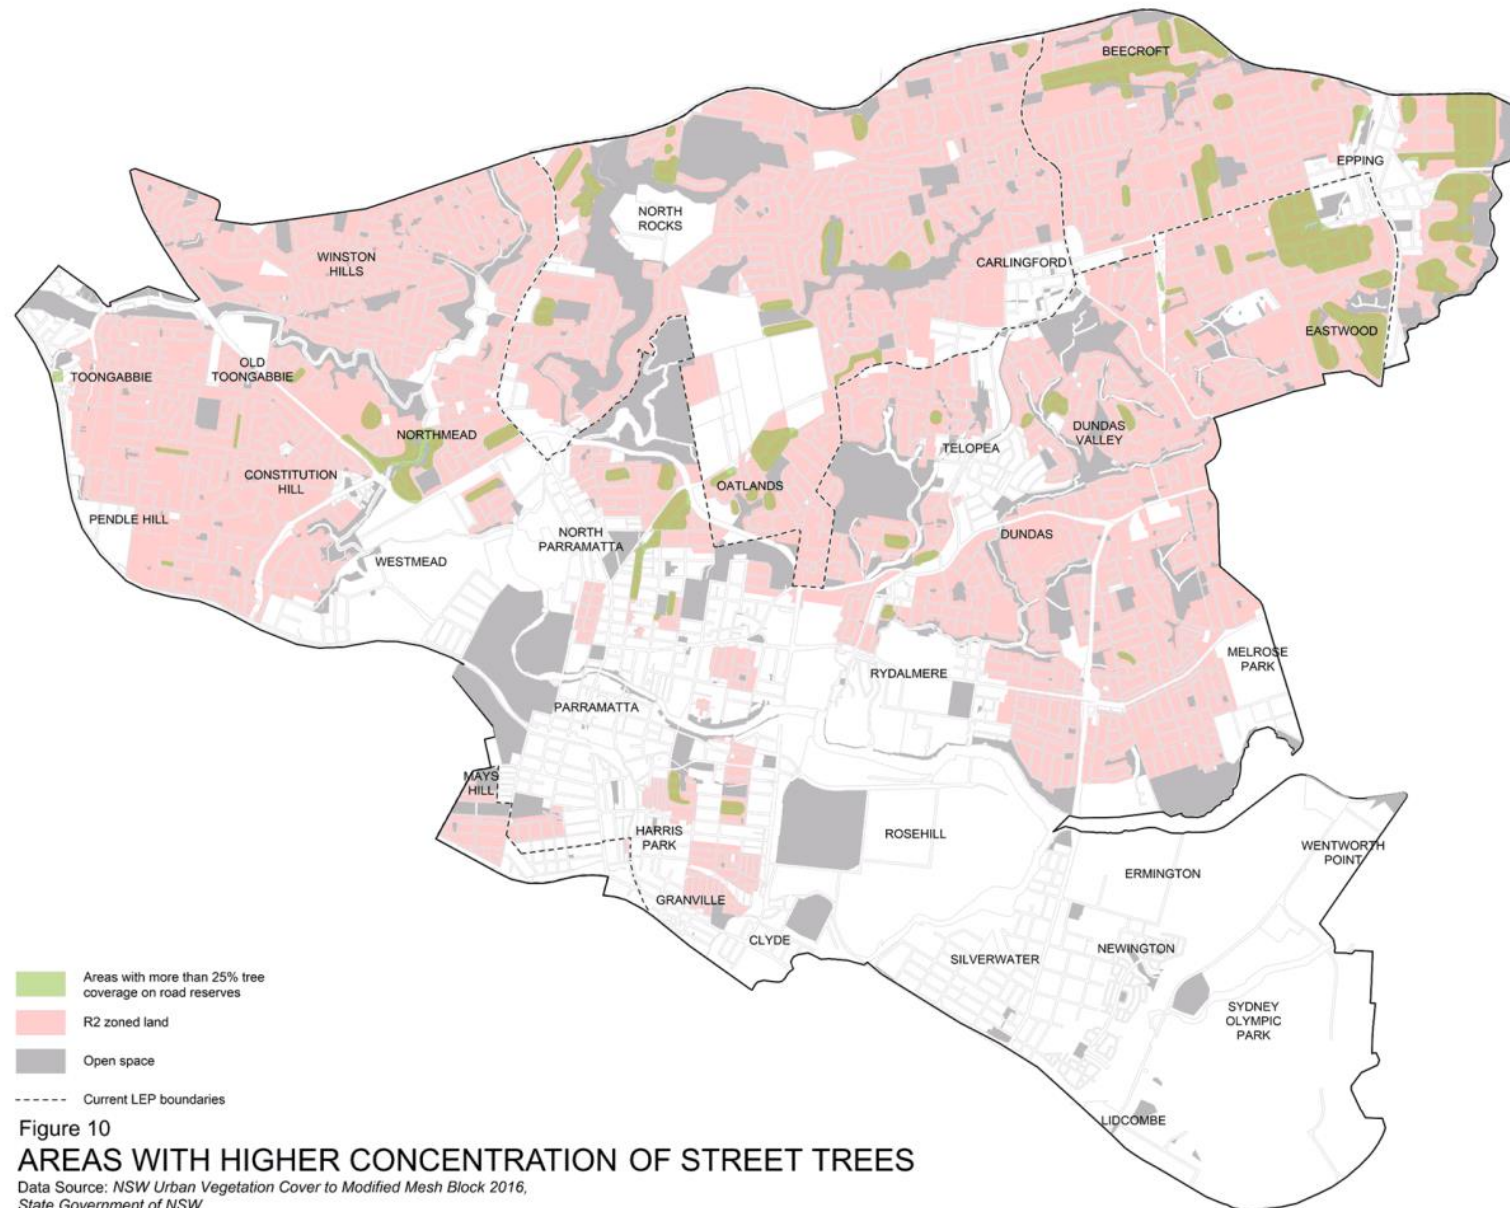 BEECROFT
EPPING
NORTH
ROCKS
WINSTON
HILLS
CARLINGFORD
EASTWOOD
TOONGABBIE
OLD
TOONGABBIE
NORTHMEAD
DUNDAS
VALLEY
TELOPEA
CONSTITUTION
HILL
OATLANDS
PENDLE HILL
NORTH
PARRAMATTA
DUNDAS
WESTMEAD
MELROSE
PARK
RYDALMERE
PARRAMATTA
MAYS
HILL
HARRIS
PARK
ROSEHILL
WENTWORTH
POINT
ERMINGTON
GRANVILLE
CLYDE
SILVERWATER
NEWINGTON
SYDNEY
OLYMPIC
PARK
LIDCOMBE
Areas with more than 25% tree
coverage on road reserves
R2 zoned land
Open space
Current LEP boundaries
Figure 10
AREAS WITH HIGHER CONCENTRATION OF STREET TREES
Data Source: NSW Urban Vegetation Cover to Modified Mesh Block 2016,
State Government of NSW